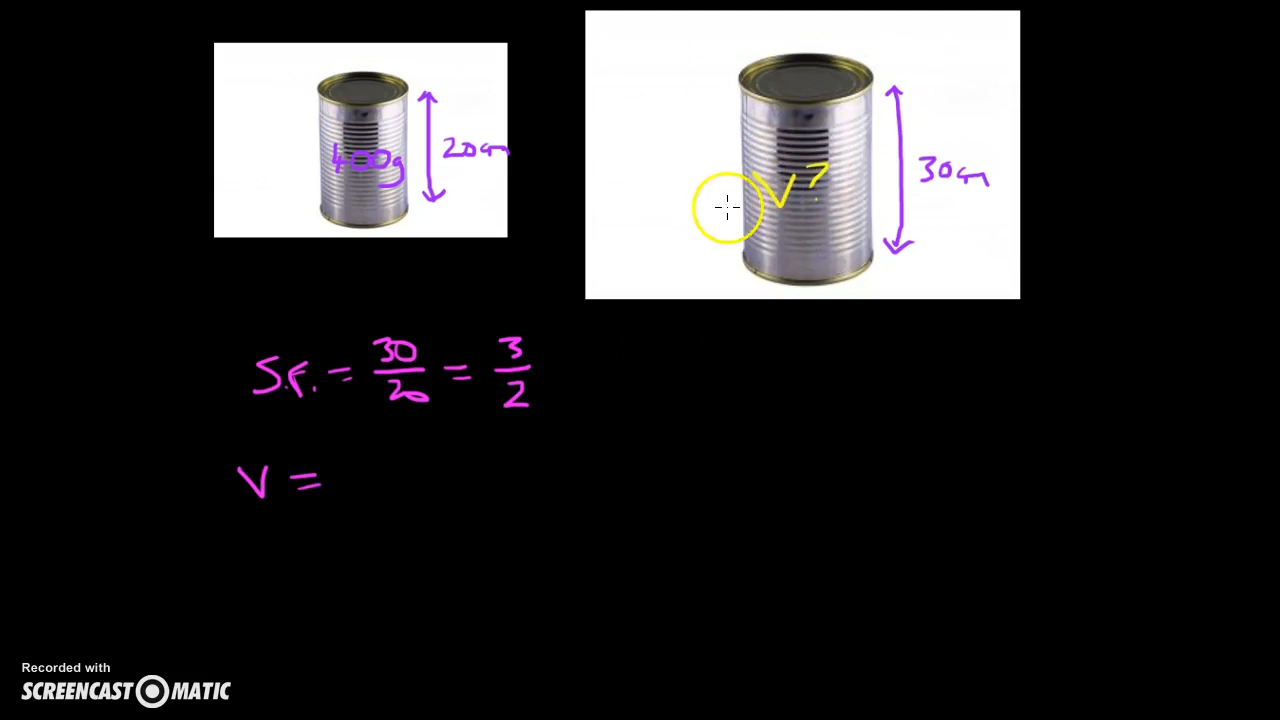 400g
20cm
V?
30cm
S.F. = 30/20 = 3/2
V =
Recorded with
SCREENCAST MATIC